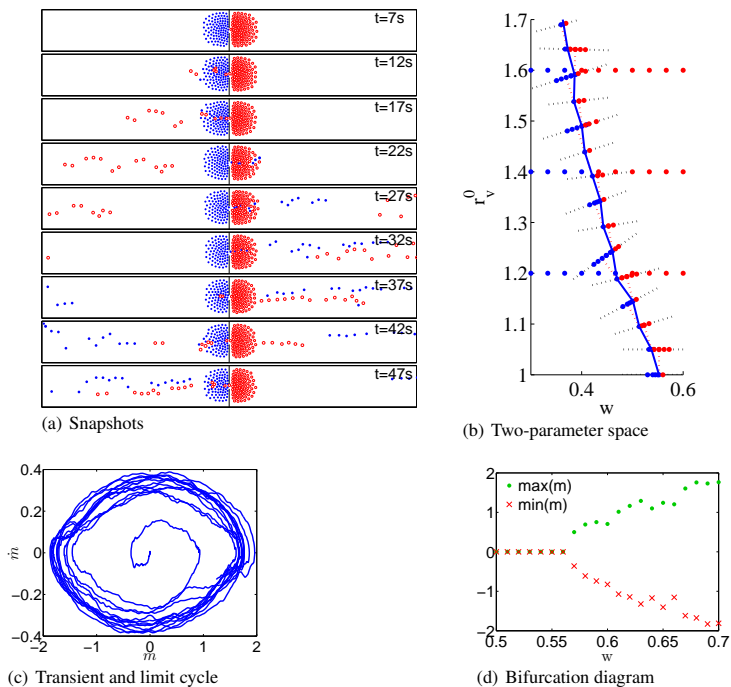 t=7s
t=12s
t=17s
t=22s
t=27s
t=32s
t=37s
t=42s
t=47s
(a) Snapshots
1.7
1.6
1.5
1.4
1.3
1.2
1.1
1
r_v^0
0.4
0.6
w
(b) Two-parameter space
0.4
0.2
0
−0.2
−0.4
ṁ
−2
−1
0
1
2
m
(c) Transient and limit cycle
2
1
0
−1
−2
max(m)
min(m)
0.5
0.55
0.6
0.65
0.7
w
(d) Bifurcation diagram